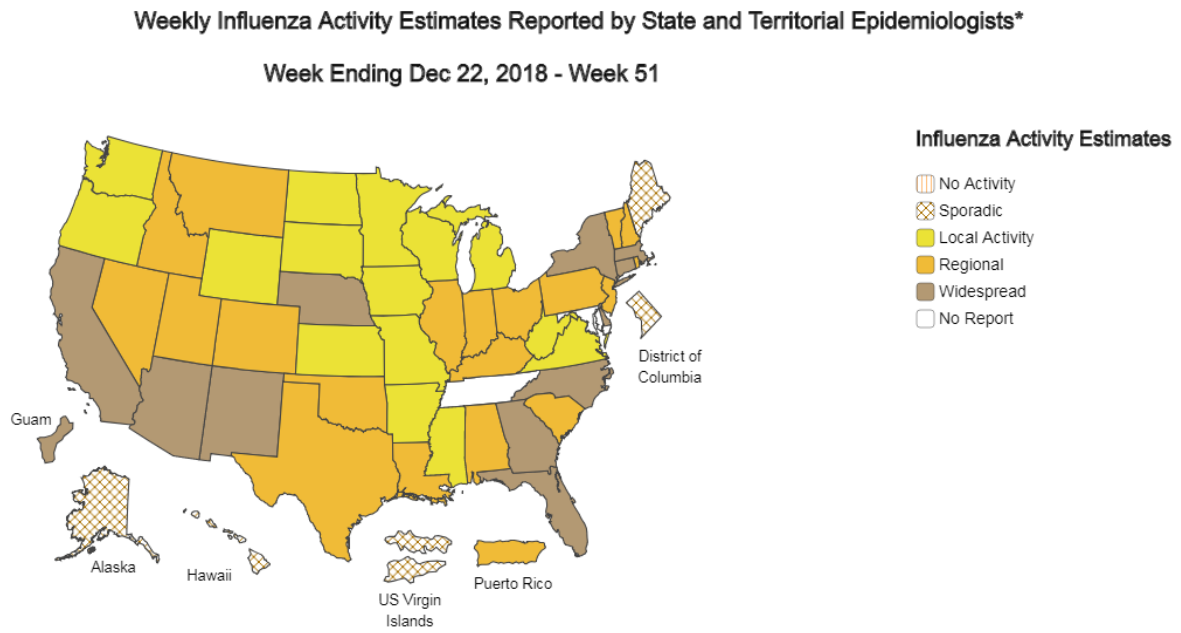 Weekly Influenza Activity Estimates Reported by State and Territorial Epidemiologists*
Week Ending Dec 22, 2018 - Week 51
Influenza Activity Estimates
No Activity
Sporadic
Local Activity
Regional
Widespread
No Report
District of
Columbia
Guam
Alaska
Hawaii
US Virgin
Islands
Puerto Rico